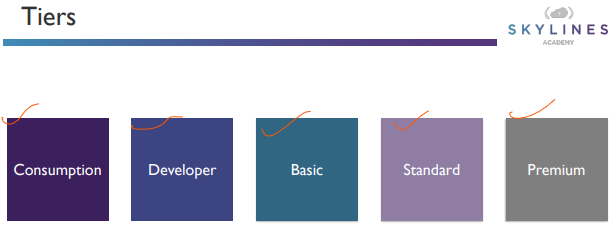 Tiers
SKYLINES
ACADEMY
Consumption
Developer
Basic
Standard
Premium